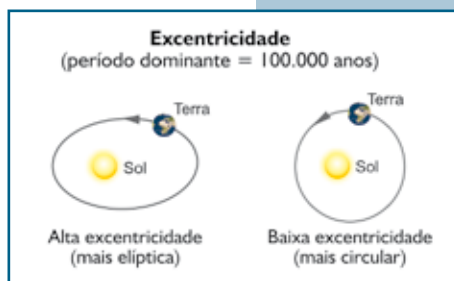 Excentricidade
(período dominante = 100.000 anos)
Terra
Sol
Alta excentricidade
(mais elíptica)
Terra
Sol
Baixa excentricidade
(mais circular)